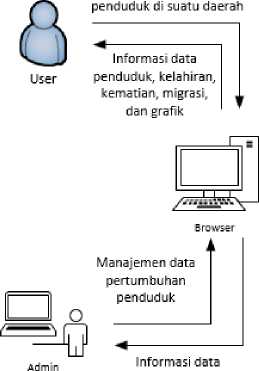 penduduk di suatu daerah
User
Informasi data
penduduk, kelahiran,
kematian, migrasi,
dan grafik
Browser
Manajemen data
pertumbuhan
penduduk
Admin
Informasi data